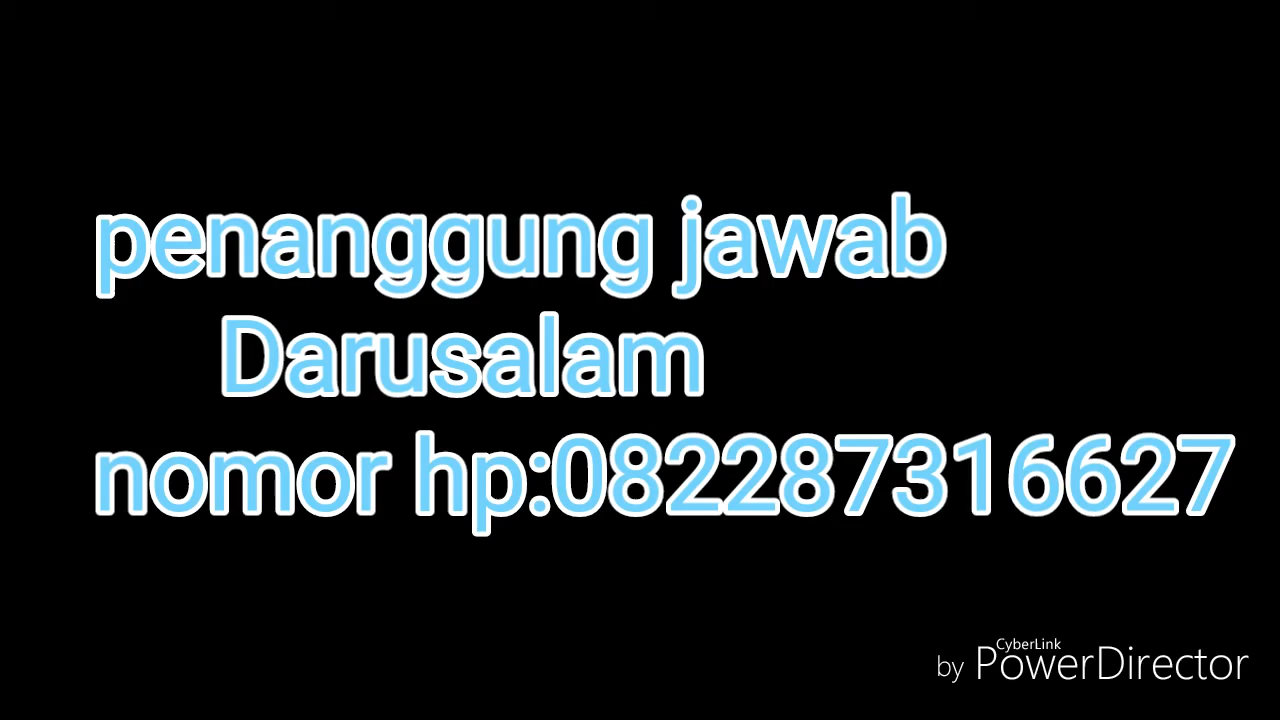 penanggung jawab
Darusalam
nomor hp:082287316627
CyberLink
by PowerDirector